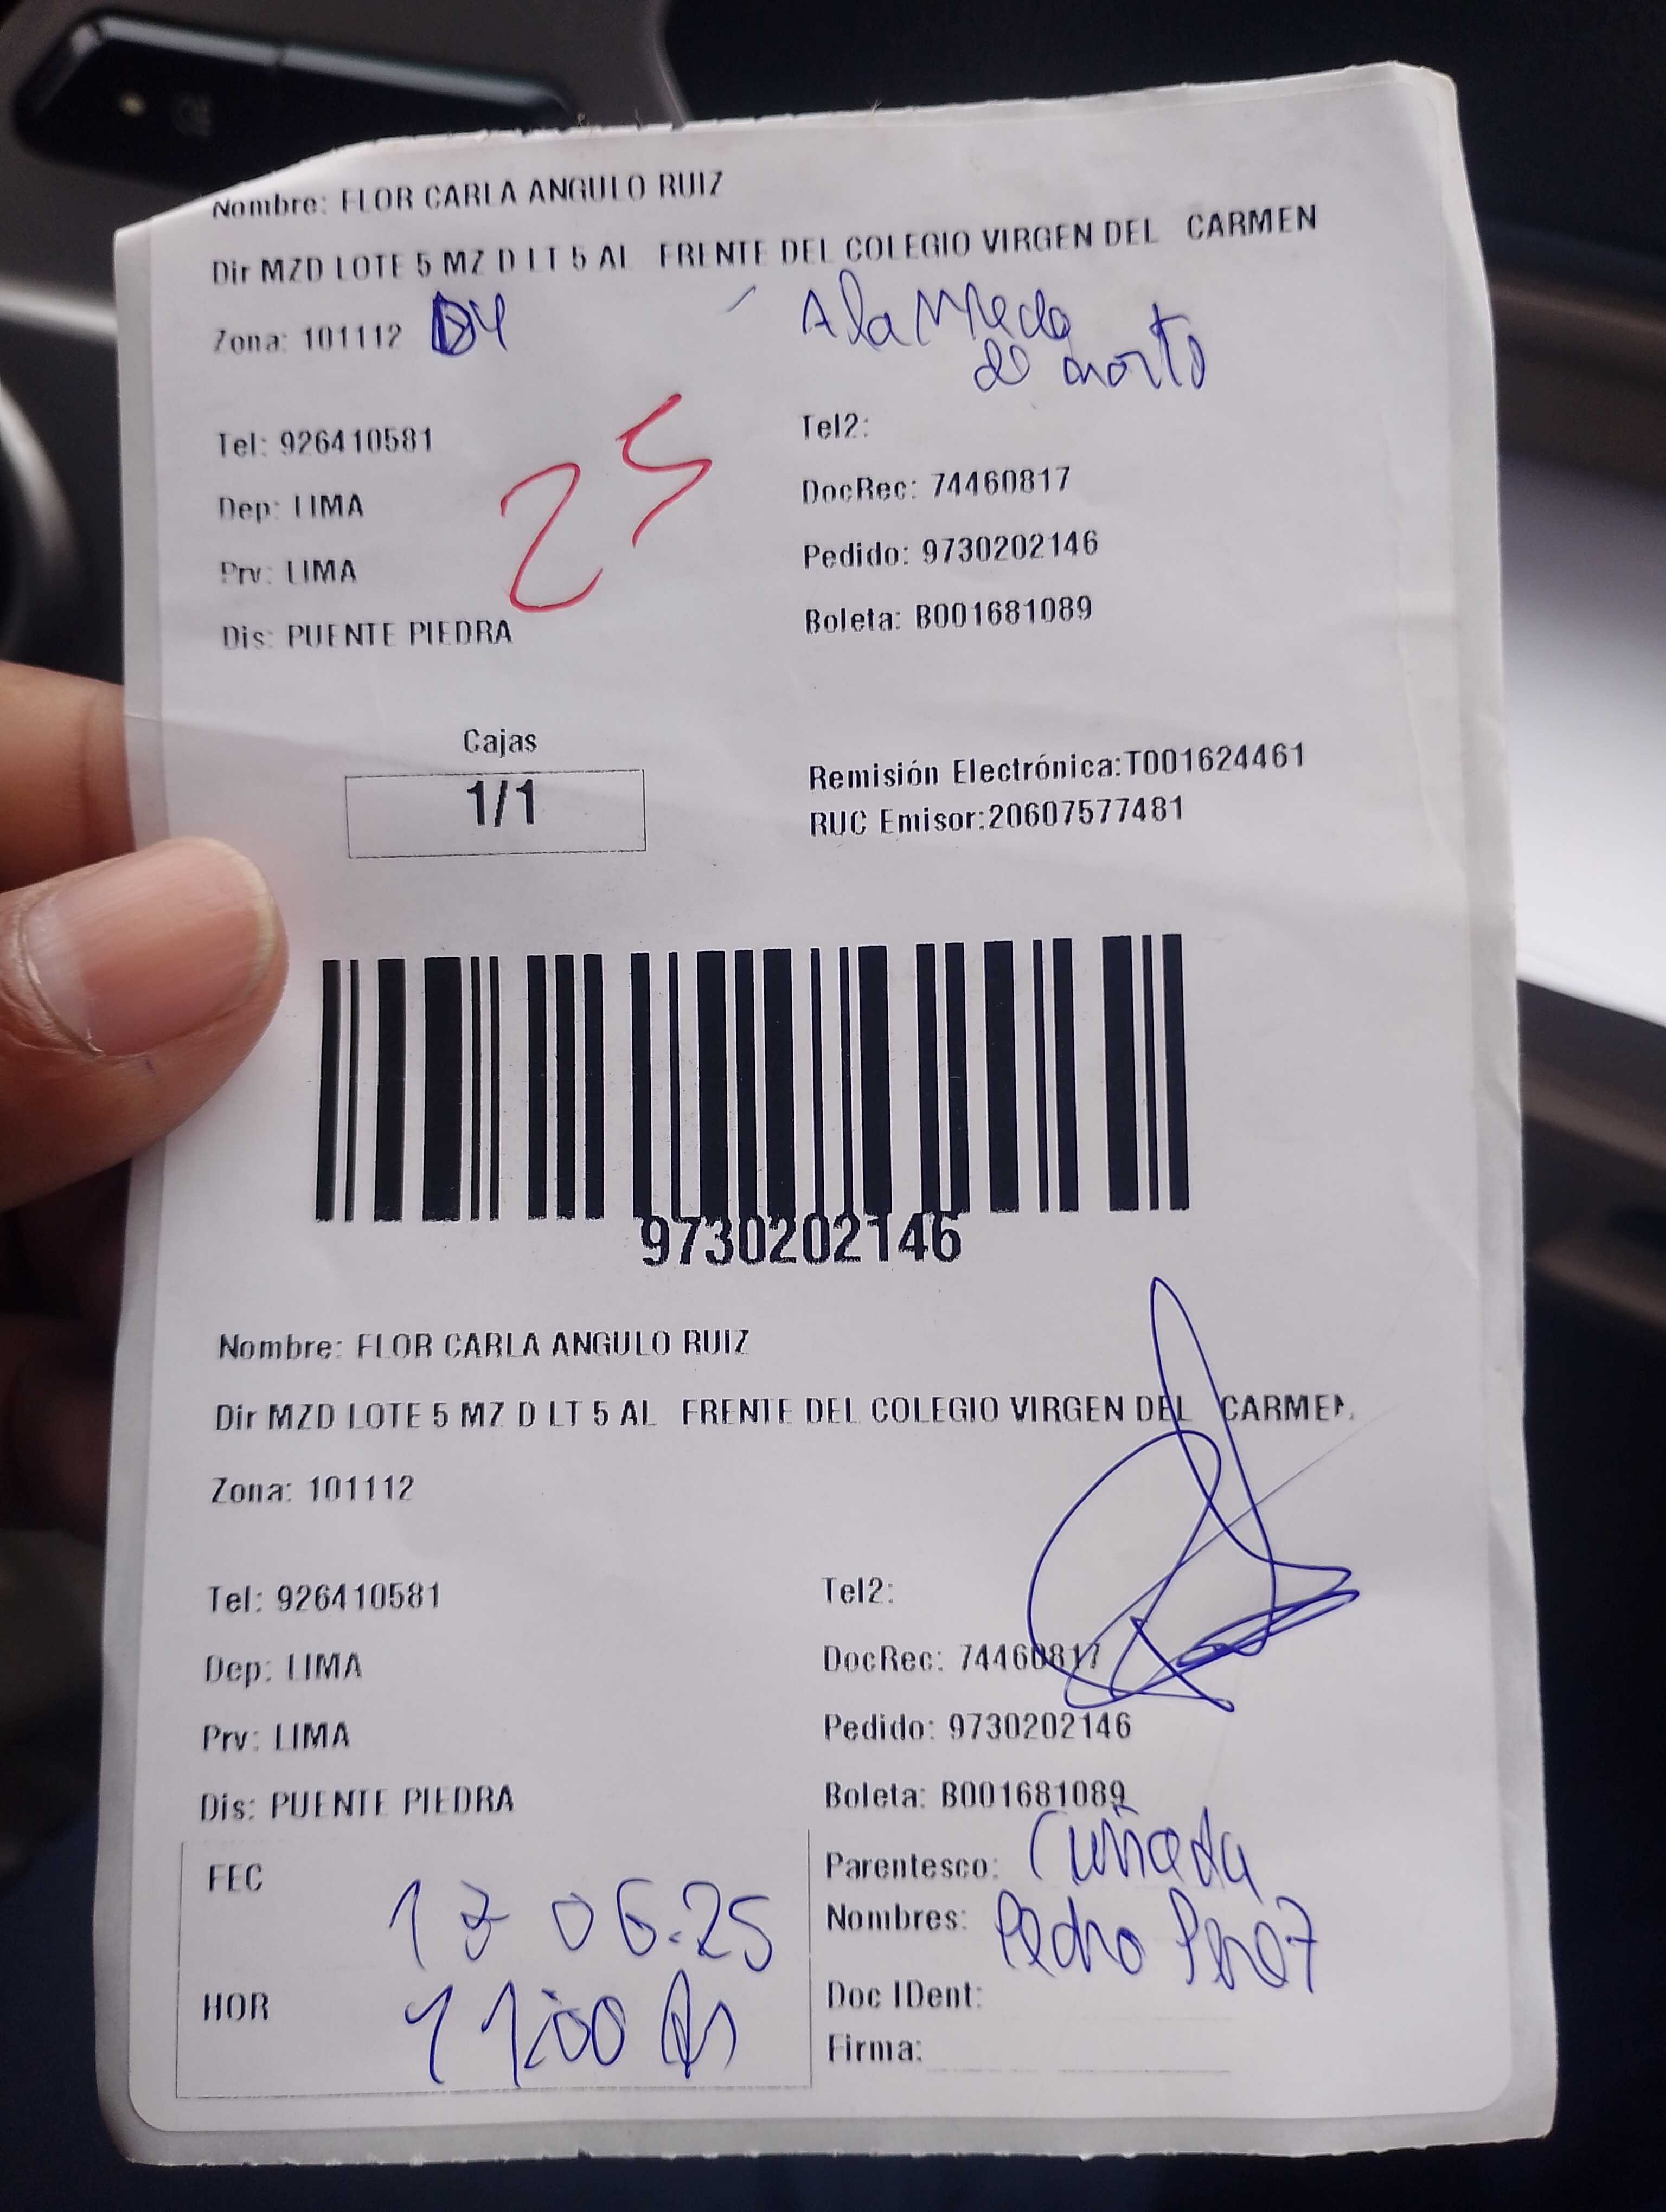 Nombre: FLOR CARLA ANGULO RUIZ
Dir MZD LOTE 5 MZ D LT 5 AL FRENTE DEL COLEGIO VIRGEN DEL CARMEN
Zona: 101112
Alameda
Tel: 926410581
Tel2:
DocRec: 74460817
Dep: LIMA
Pedido: 9730202146
Prv: LIMA
Boleta: B001681089
Dis: PUENTE PIEDRA
25
Cajas
1/1
Remisión Electrónica:T001624461
RUC Emisor:20607577481
9730202146
Nombre: FLOR CARLA ANGULO RUIZ
Dir MZD LOTE 5 MZ D LT 5 AL FRENTE DEL COLEGIO VIRGEN DEL CARMEN
Zona: 101112
Tel: 926410581
Tel2:
Dep: LIMA
DocRec: 74460817
Prv: LIMA
Pedido: 9730202146
Dis: PUENTE PIEDRA
Boleta: B001681089
FEC 17 06.25
Parentesco: Cuñada
Nombres: Pedro Perez
HOR 11:00
Doc IDent:
Firma: